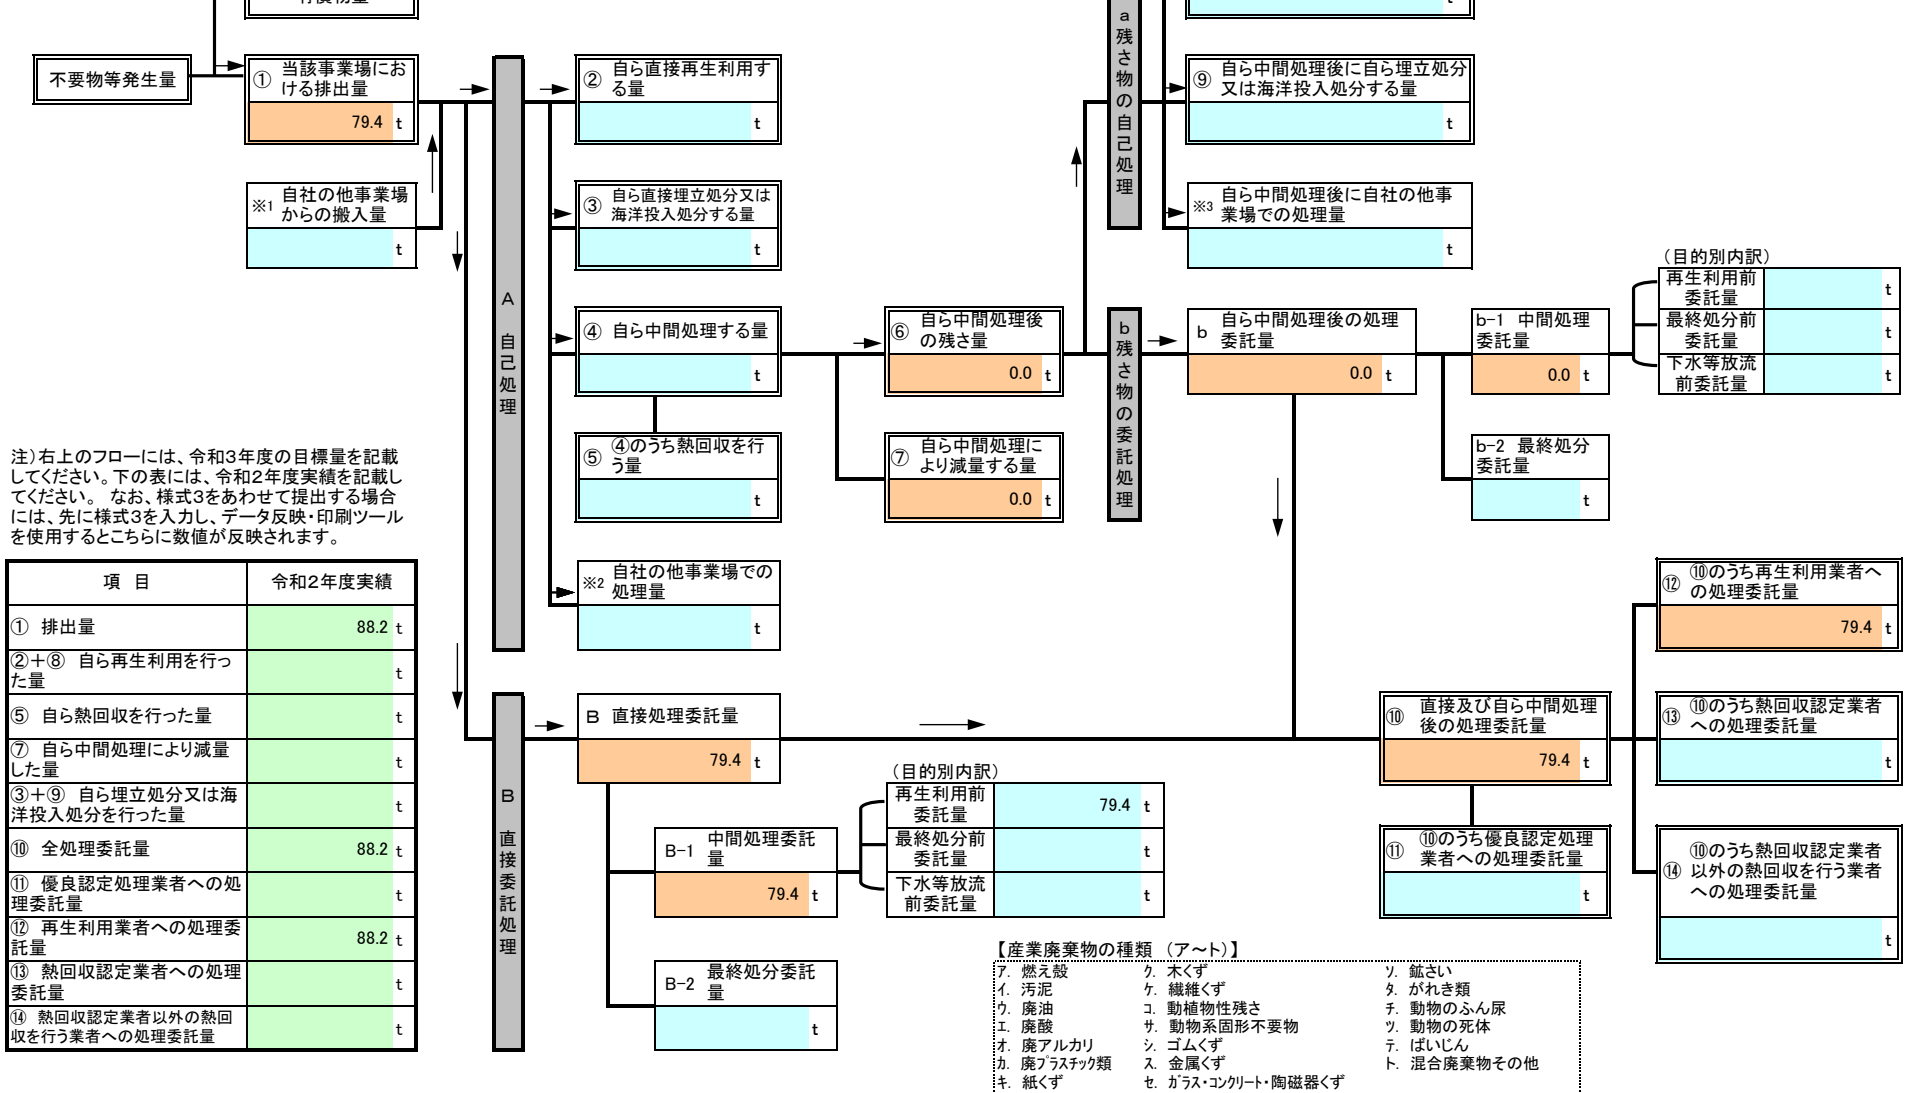 t
不要物等発生量
① 当該事業場にお
ける排出量
79.4 t
※1 自社の他事業場
からの搬入量
t
A 自己処理
② 自ら直接再生利用す
る量
t
③ 自ら直接埋立処分又は
海洋投入処分する量
t
④ 自ら中間処理する量
t
⑤ ④のうち熱回収を行
う量
t
※2 自社の他事業場での
処理量
t
⑥ 自ら中間処理後
の残さ量
0.0 t
⑦ 自ら中間処理に
より減量する量
0.0 t
a 残さ物の自己処理
⑨ 自ら中間処理後に自ら埋立処分
又は海洋投入処分する量
t
※3 自ら中間処理後に自社の他事
業場での処理量
t
b 残さ物の委託処理
b 自ら中間処理後の処理
委託量
0.0 t
b-1 中間処理
委託量
0.0 t
b-2 最終処分
委託量
t
（目的別内訳）
再生利用前
委託量 t
最終処分前
委託量 t
下水等放流
前委託量 t
注）右上のフローには、令和3年度の目標量を記載
してください。下の表には、令和2年度実績を記載し
てください。 なお、様式3をあわせて提出する場合
には、先に様式3を入力し、データ反映・印刷ツール
を使用するとこちらに数値が反映されます。
項 目 令和2年度実績
① 排出量 88.2 t
②＋⑧ 自ら再生利用を行っ
た量 t
⑤ 自ら熱回収を行った量 t
⑦ 自ら中間処理により減量
した量 t
③＋⑨ 自ら埋立処分又は海
洋投入処分を行った量 t
⑩ 全処理委託量 88.2 t
⑪ 優良認定処理業者への処
理委託量 t
⑫ 再生利用業者への処理委
託量 88.2 t
⑬ 熱回収認定業者への処理
委託量 t
⑭ 熱回収認定業者以外の熱回
収を行う業者への処理委託量 t
B 直接委託処理
B 直接処理委託量
79.4 t
B-1 中間処理委託
量
79.4 t
B-2 最終処分委託
量
t
（目的別内訳）
再生利用前
委託量 79.4 t
最終処分前
委託量 t
下水等放流
前委託量 t
⑩ 直接及び自ら中間処理
後の処理委託量
79.4 t
⑪ ⑩のうち優良認定処理
業者への処理委託量
t
⑫ ⑩のうち再生利用業者へ
の処理委託量
79.4 t
⑬ ⑩のうち熱回収認定業者
への処理委託量
t
⑭ ⑩のうち熱回収認定業者
以外の熱回収を行う業者
への処理委託量
t
【産業廃棄物の種類 （ア～ト）】
ア. 燃え殻 ク. 木くず ソ. 鉱さい
イ. 汚泥 ケ. 繊維くず タ. がれき類
ウ. 廃油 コ. 動植物性残さ チ. 動物のふん尿
エ. 廃酸 サ. 動物系固形不要物 ツ. 動物の死体
オ. 廃アルカリ シ. ゴムくず テ. ばいじん
カ. 廃プラスチック類 ス. 金属くず ト. 混合廃棄物その他
キ. 紙くず セ. ガラス・コンクリート・陶磁器くず